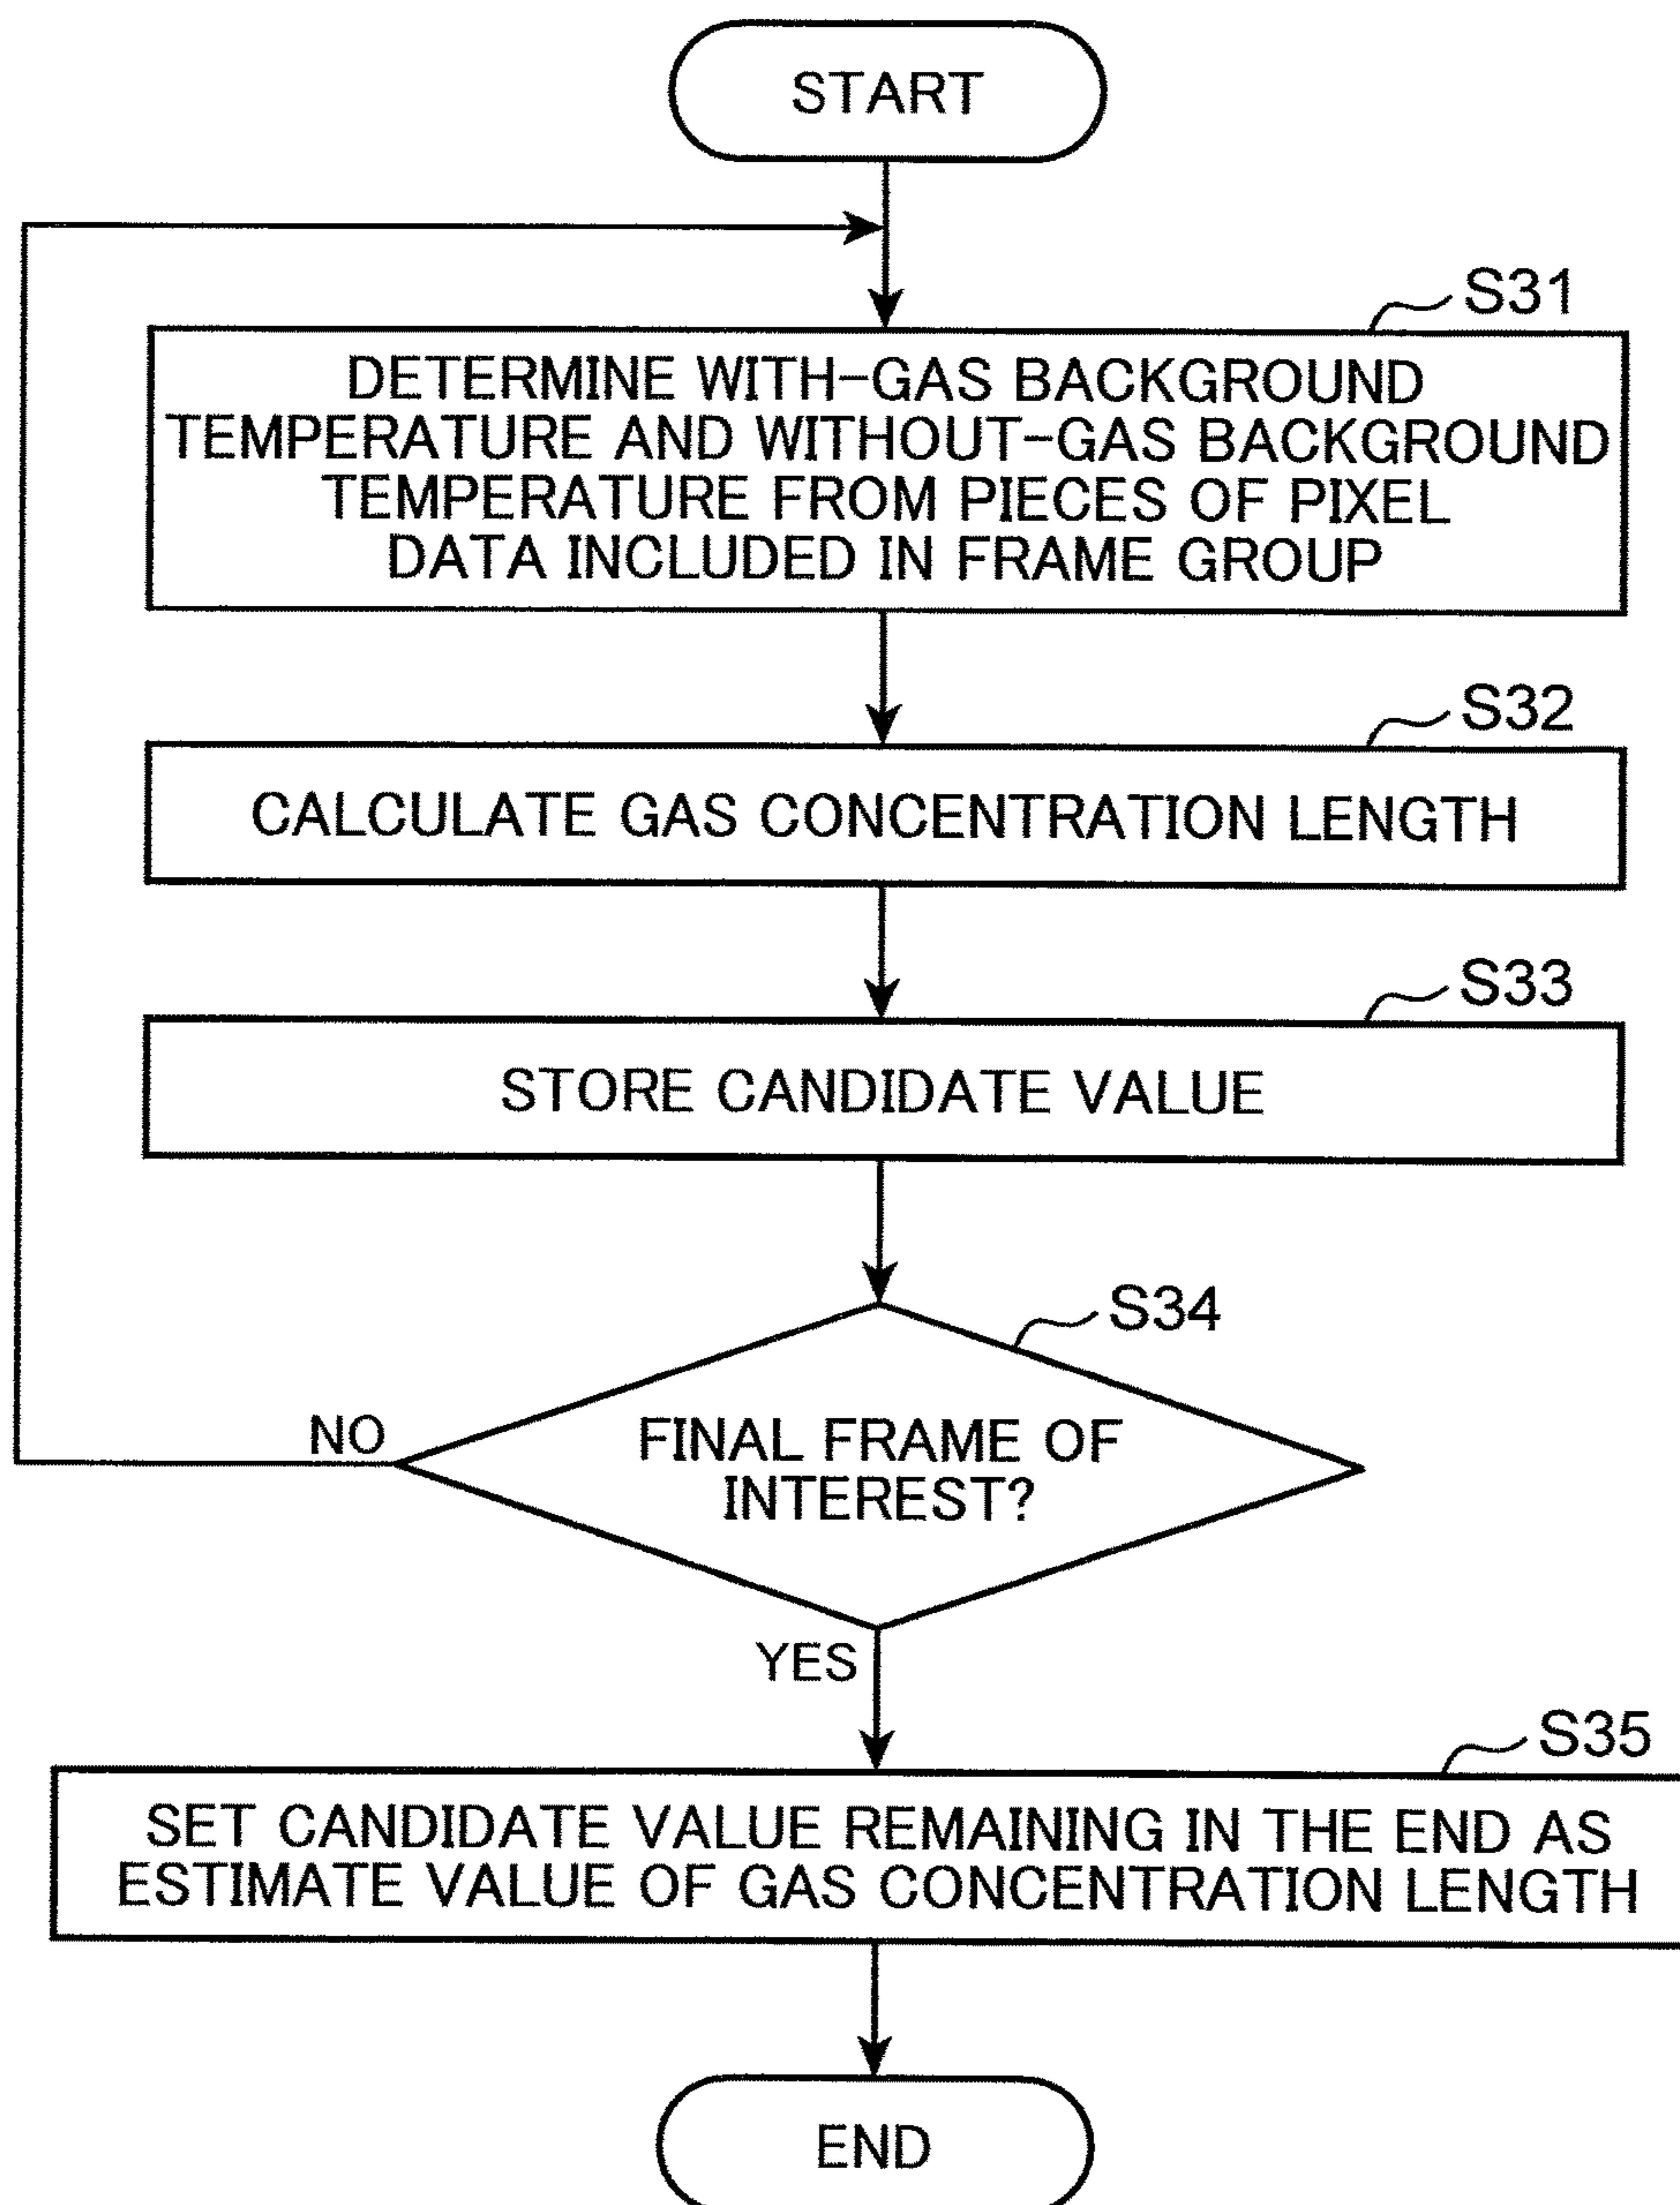 START
S31
DETERMINE WITH-GAS BACKGROUND
TEMPERATURE AND WITHOUT-GAS BACKGROUND
TEMPERATURE FROM PIECES OF PIXEL
DATA INCLUDED IN FRAME GROUP
S32
CALCULATE GAS CONCENTRATION LENGTH
S33
STORE CANDIDATE VALUE
S34
FINAL FRAME OF
INTEREST?
NO
YES
S35
SET CANDIDATE VALUE REMAINING IN THE END AS
ESTIMATE VALUE OF GAS CONCENTRATION LENGTH
END